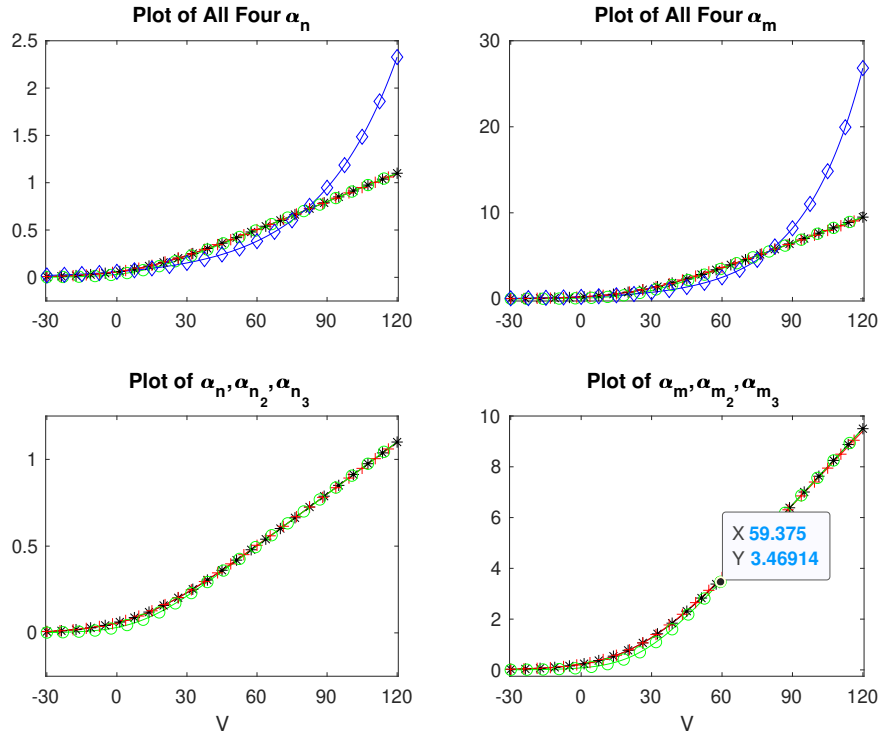 Plot of All Four αn
2.5
2
1.5
1
0.5
0
-30 0 30 60 90 120
Plot of All Four αm
30
20
10
0
-30 0 30 60 90 120
Plot of αn,αn2,αn3
1
0.5
0
-30 0 30 60 90 120
V
Plot of αm,αm2,αm3
10
8
6
4
2
0
X 59.375
Y 3.46914
-30 0 30 60 90 120
V